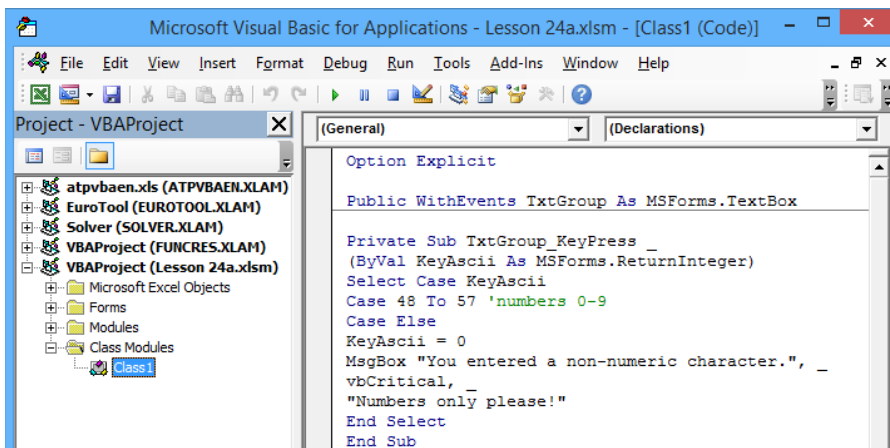 Microsoft Visual Basic for Applications - Lesson 24a.xlsm - [Class1 (Code)]
File Edit View Insert Format Debug Run Tools Add-Ins Window Help
Project - VBAProject
atpvbaen.xls (ATPVBAEN.XLAM)
EuroTool (EUROTOOL.XLAM)
Solver (SOLVER.XLAM)
VBAProject (FUNCRES.XLAM)
VBAProject (Lesson 24a.xlsm)
Microsoft Excel Objects
Forms
Modules
Class Modules
Class1
(General) (Declarations)
Option Explicit
Public WithEvents TxtGroup As MSForms.TextBox
Private Sub TxtGroup_KeyPress _
(ByVal KeyAscii As MSForms.ReturnInteger)
Select Case KeyAscii
Case 48 To 57 'numbers 0-9
Case Else
KeyAscii = 0
MsgBox "You entered a non-numeric character.", _
vbCritical, _
"Numbers only please!"
End Select
End Sub